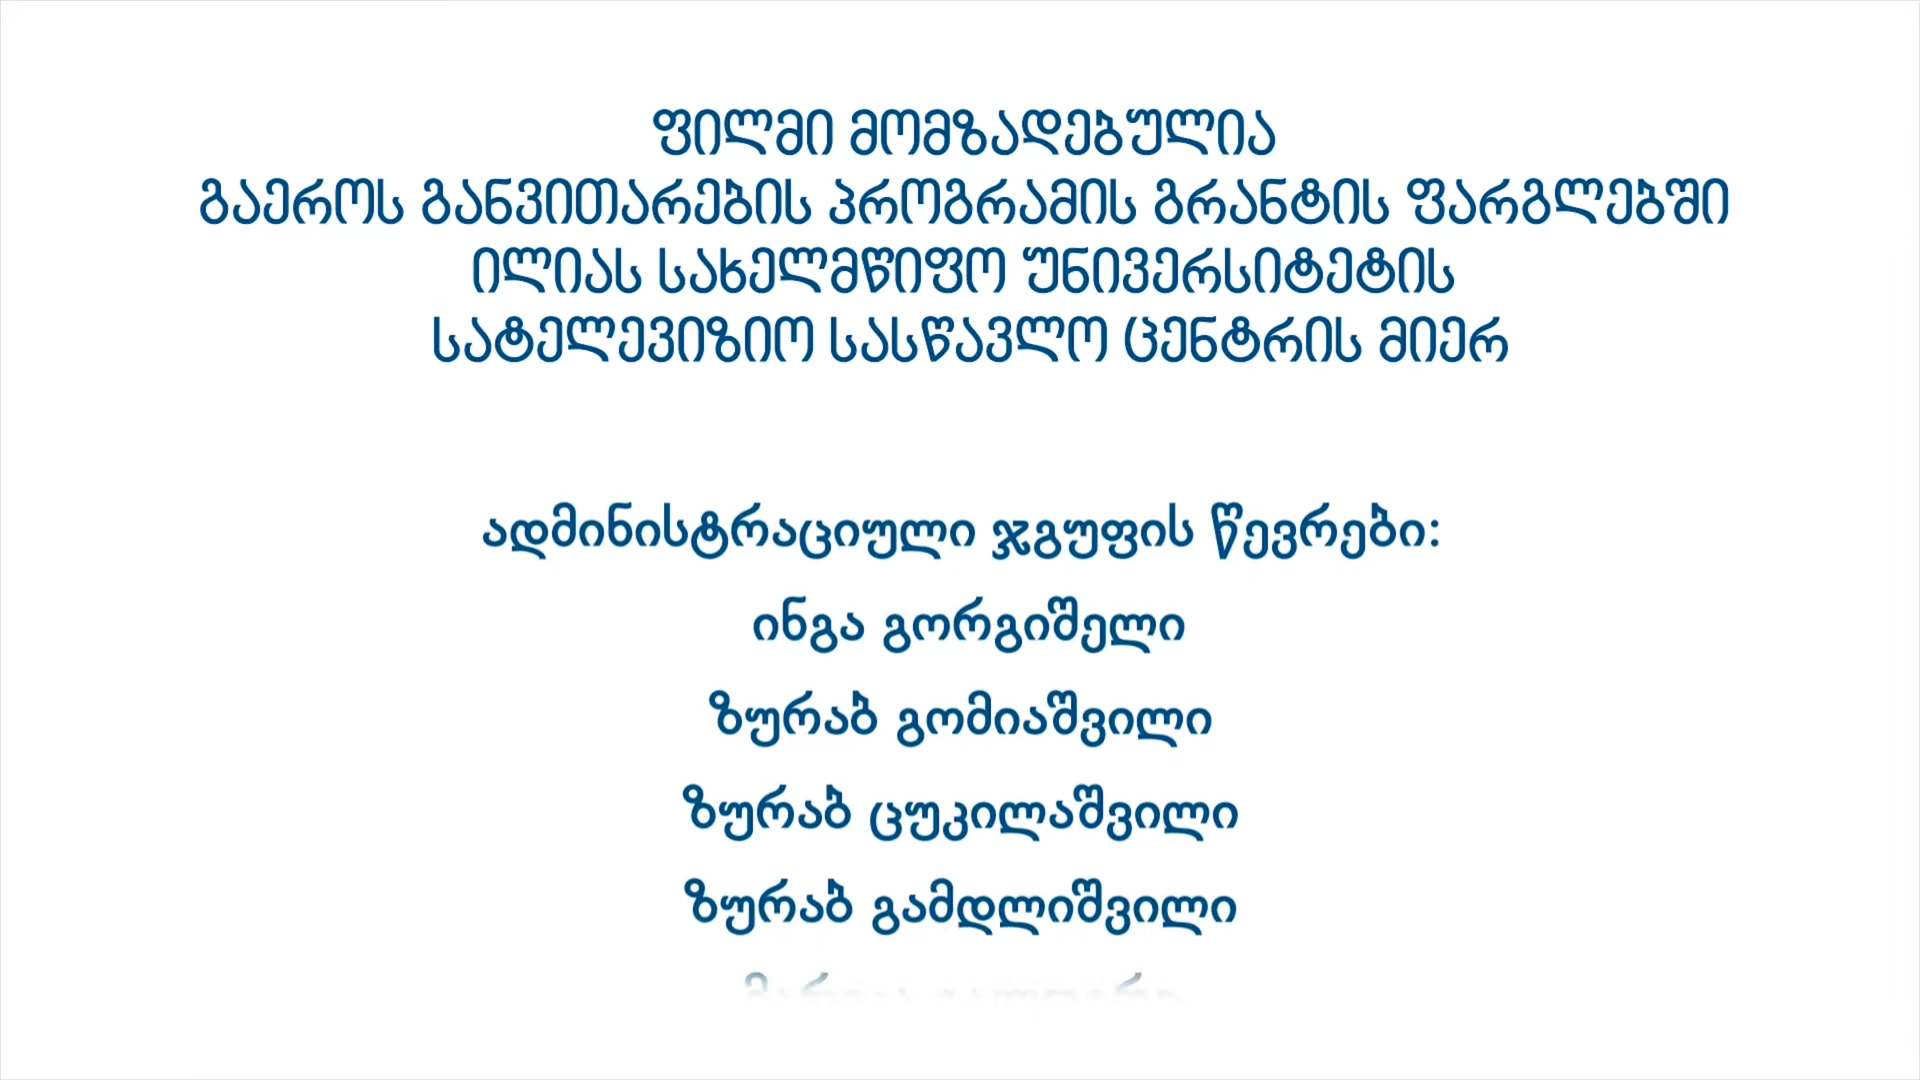 ფილმი მომზადებულია
გაეროს განვითარების პროგრამის გრანტის ფარგლებში
ილიას სახელმწიფო უნივერსიტეტის
სატელევიზიო სასწავლო ცენტრის მიერ
ადმინისტრაციული ჯგუფის წევრები:
ინგა გორგიშელი
ზურაბ გომიაშვილი
ზურაბ ცუკილაშვილი
ზურაბ გამდლიშვილი